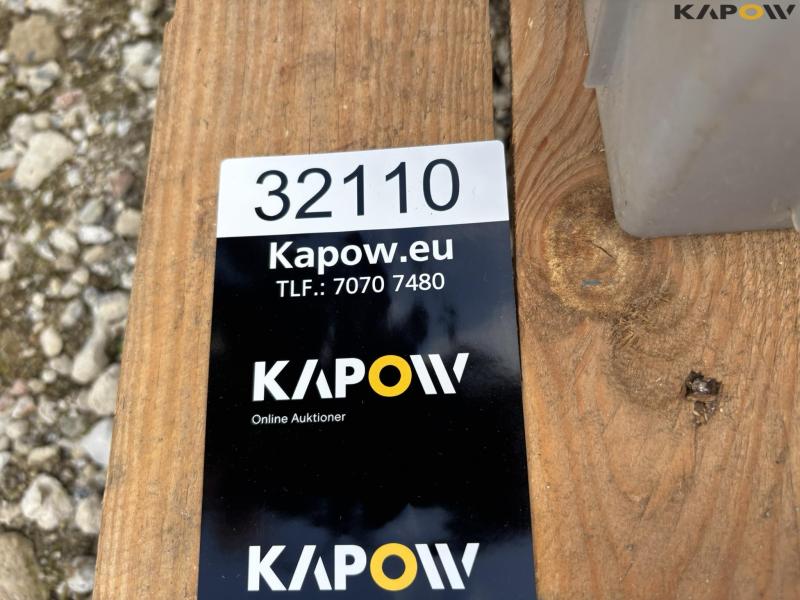 KAPOW
32110
Kapow.eu
TLF.: 7070 7480
KAPOW
Online Auktioner
KAPOW